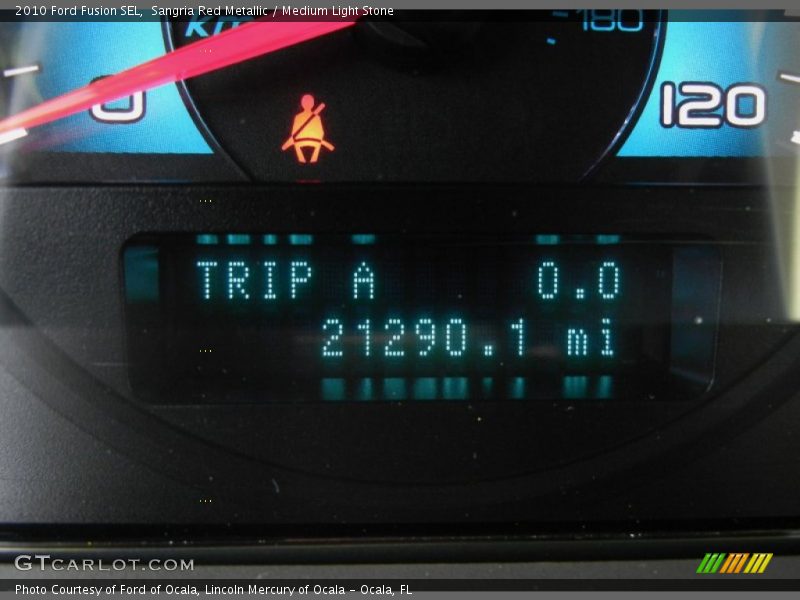 2010 Ford Fusion SEL, Sangria Red Metallic / Medium Light Stone
180
0
120
TRIP A 0.0
21290.1 mi
GTCARLOT.COM
Photo Courtesy of Ford of Ocala, Lincoln Mercury of Ocala - Ocala, FL